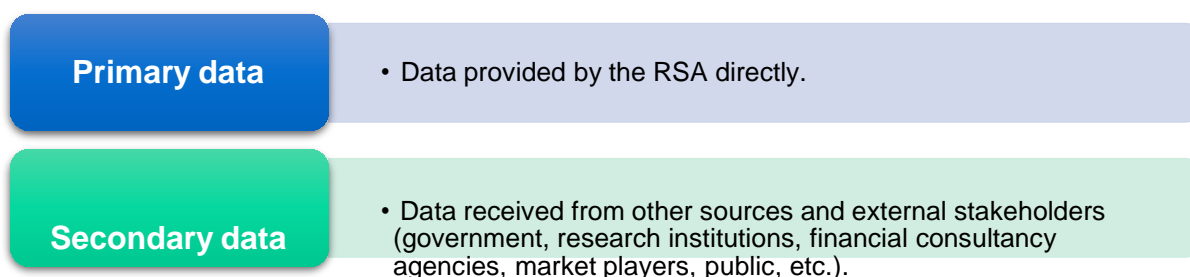 Primary data
• Data provided by the RSA directly.
Secondary data
• Data received from other sources and external stakeholders
(government, research institutions, financial consultancy
agencies, market players, public, etc.).